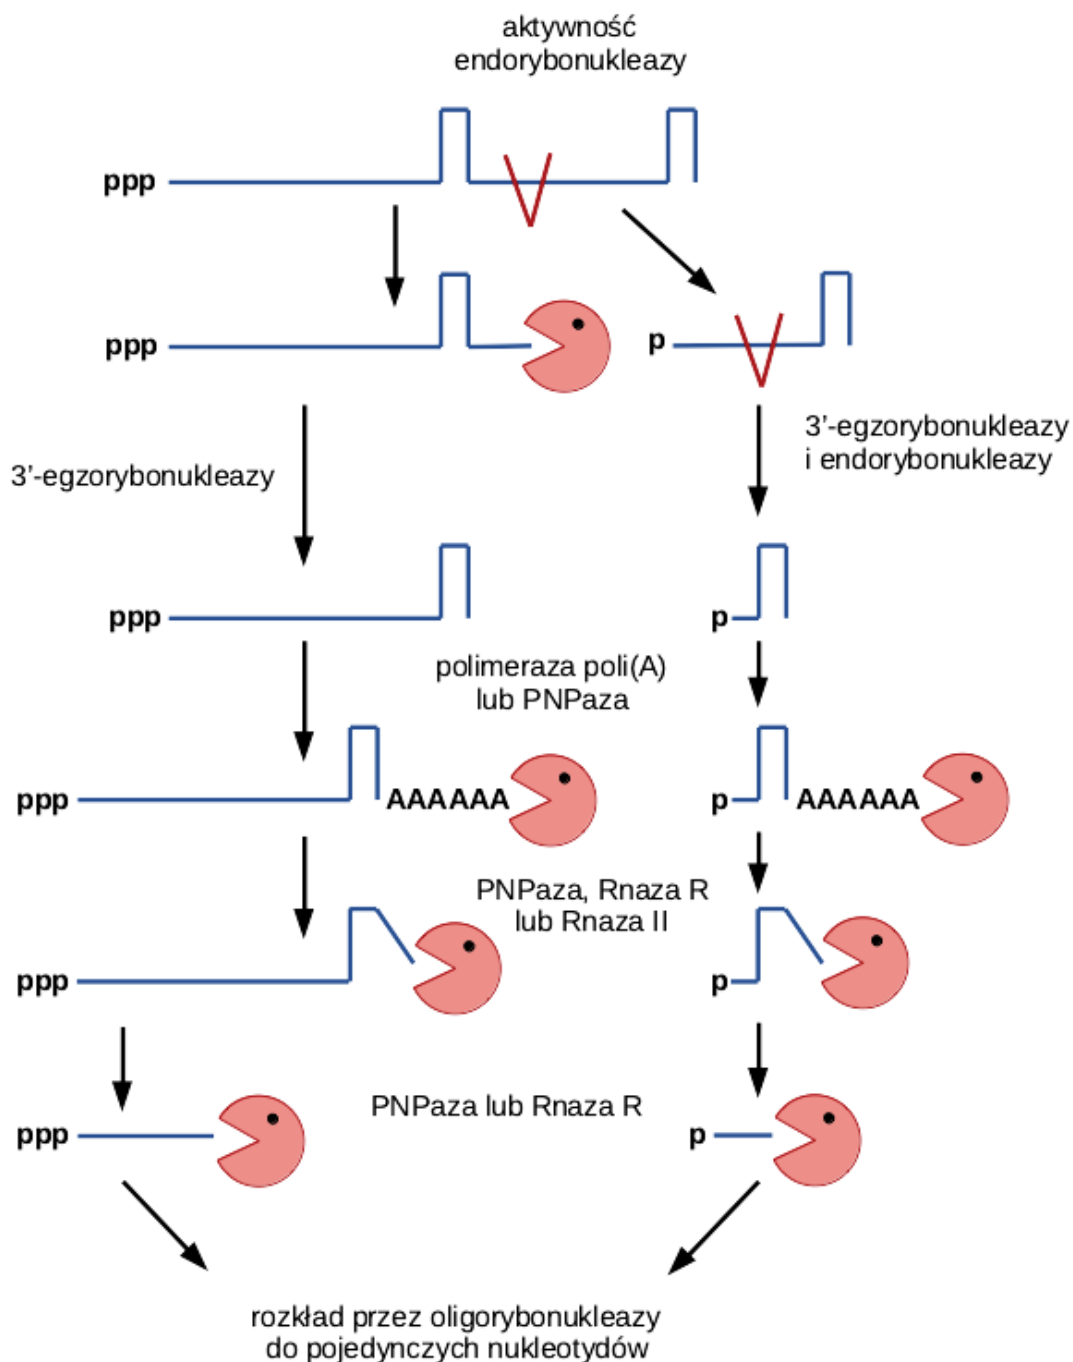 aktywność
endorybonukleazy
ppp
ppp
p
3'-egzorybonukleazy
3'-egzorybonukleazy
i endorybonukleazy
ppp
p
polimeraza poli(A)
lub PNPaza
ppp
AAAAAA
p
AAAAAA
PNPaza, Rnaza R
lub Rnaza II
ppp
p
PNPaza lub Rnaza R
ppp
p
rozkład przez oligorybonukleazy
do pojedynczych nukleotydów